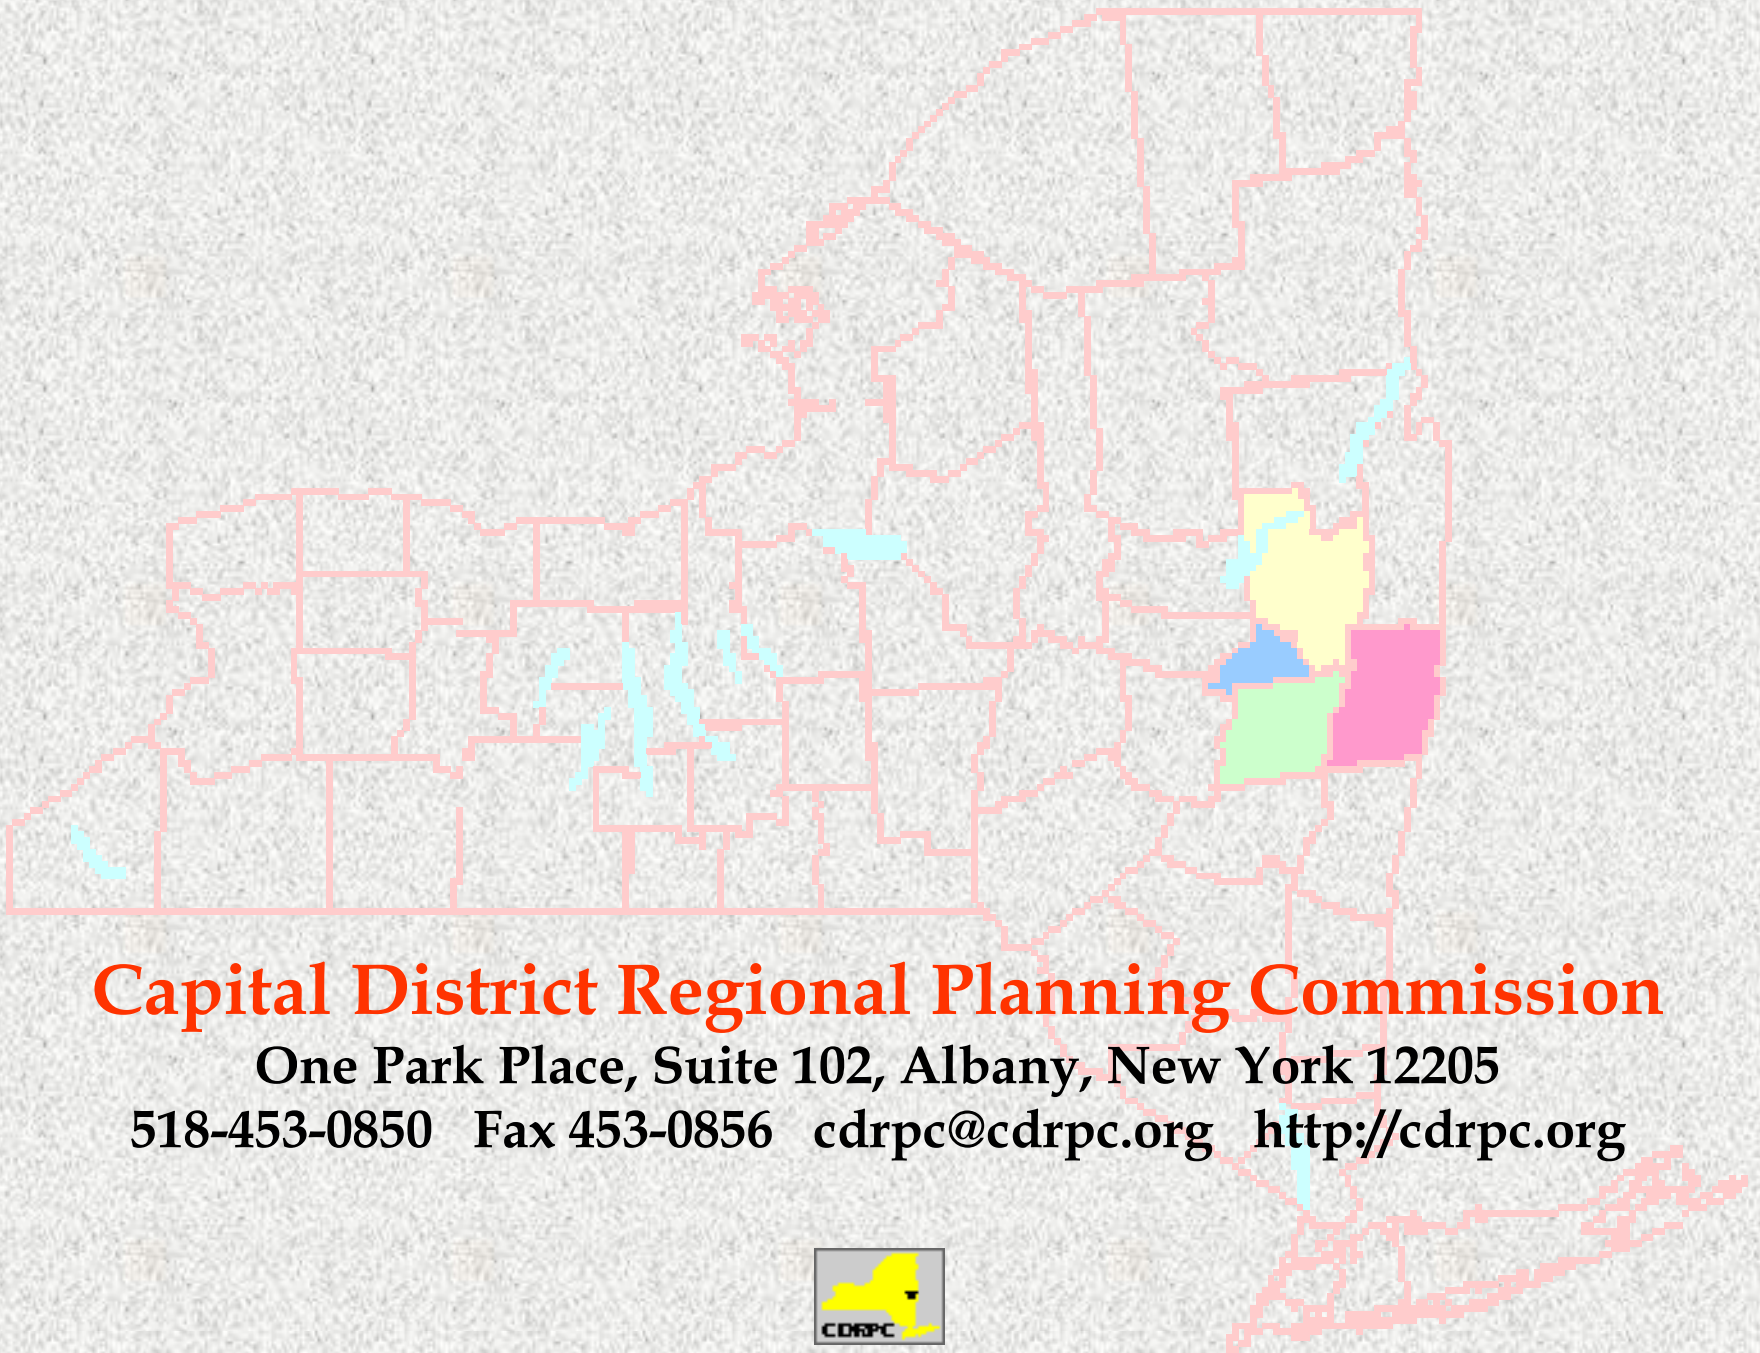 Capital District Regional Planning Commission
One Park Place, Suite 102, Albany, New York 12205
518-453-0850 Fax 453-0856 cdrpc@cdrpc.org http://cdrpc.org
CDRPC